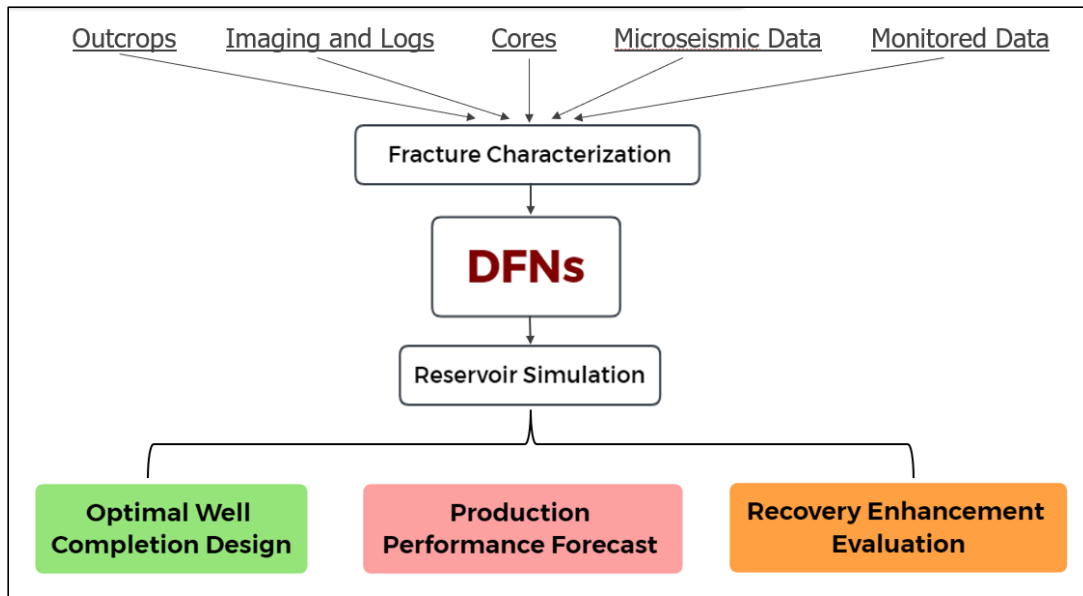 Outcrops Imaging and Logs Cores Microseismic Data Monitored Data
Fracture Characterization
DFNs
Reservoir Simulation
Optimal Well
Completion Design
Production
Performance Forecast
Recovery Enhancement
Evaluation